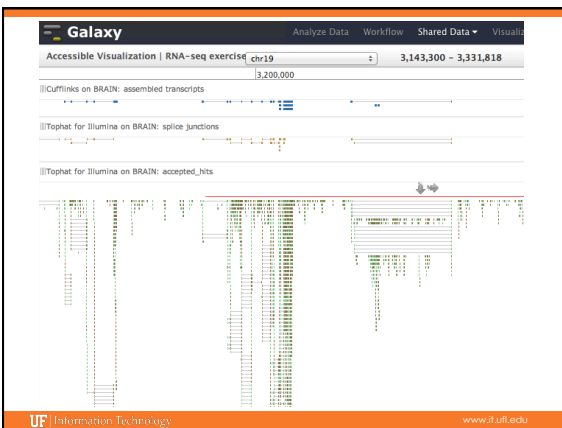 Galaxy
Analyze Data Workflow Shared Data Visualiz
Accessible Visualization | RNA-seq exercise chr19 3,143,300 - 3,331,818
3,200,000
Cufflinks on BRAIN: assembled transcripts
Tophat for Illumina on BRAIN: splice junctions
Tophat for Illumina on BRAIN: accepted_hits
UF | Information Technology
www.it.ufl.edu